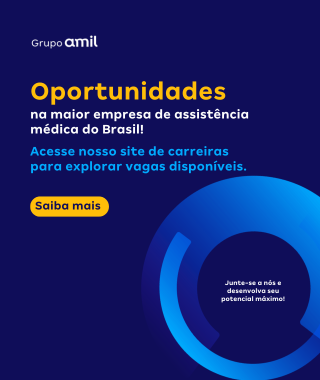 Grupo amil
Oportunidades
na maior empresa de assistência
médica do Brasil!
Acesse nosso site de carreiras
para explorar vagas disponíveis.
Saiba mais
Junte-se a nós e
desenvolva seu
potencial máximo!